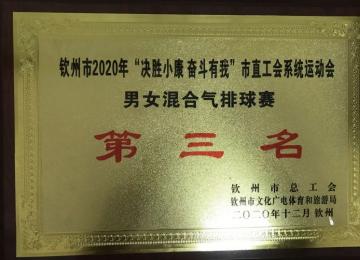 钦州市2020年“决胜小康 奋斗有我”市直工会系统运动会
男女混合气排球赛
第三名
钦州市总工会
钦州市文化广电体育和旅游局
二〇二〇年十二月 钦州